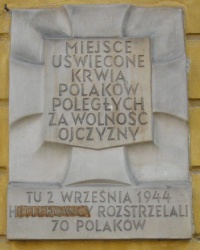 MIEJSCE
UŚWIĘCONE
KRWIĄ
POLAKÓW
POLEGŁYCH
ZA WOLNOŚĆ
OJCZYZNY
TU 2 WRZEŚNIA 1944
ROZSTRZELALI
70 POLAKÓW